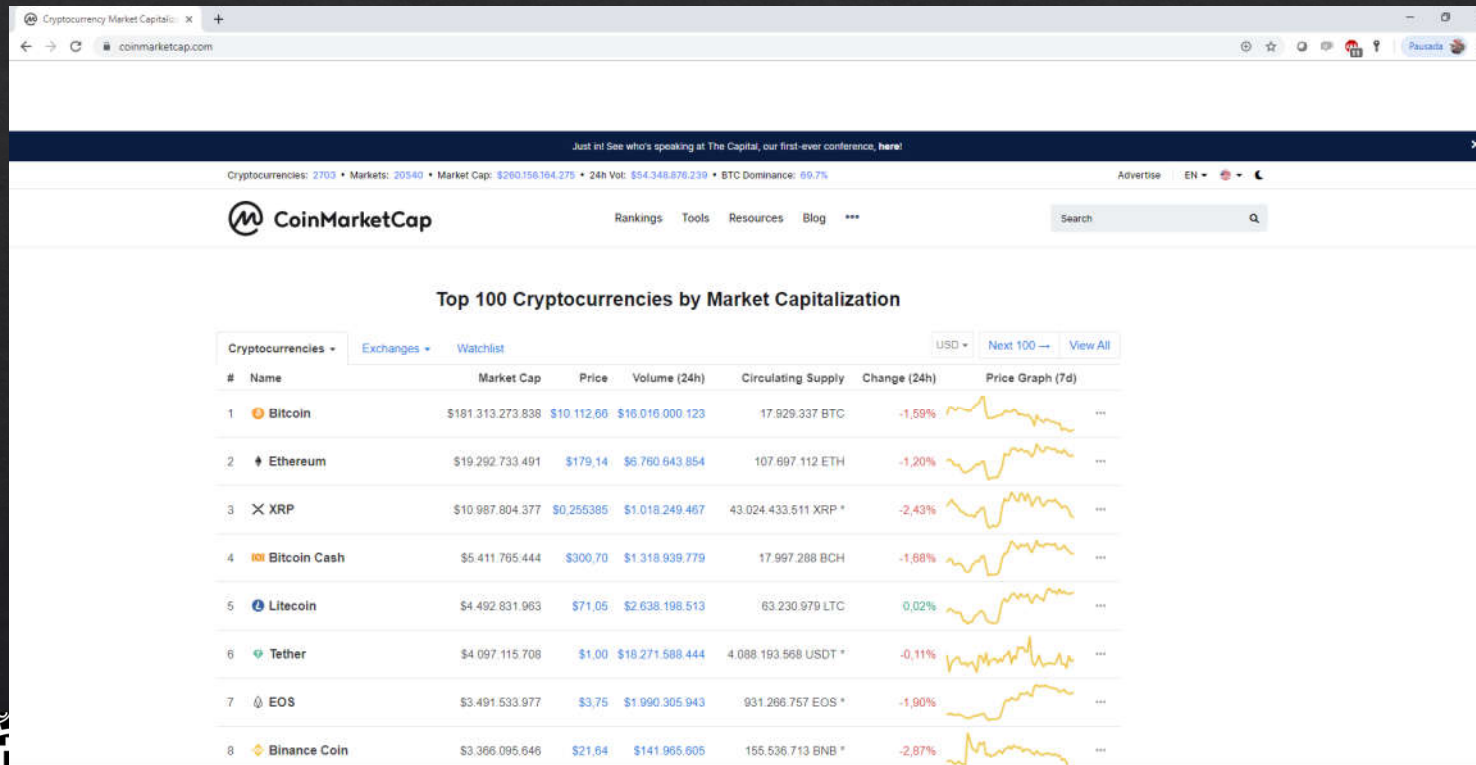 Cryptocurrency Market Capitaliz
coinmarketcap.com
Pausada
Just in! See who's speaking at The Capital, our first-ever conference, here!
Cryptocurrencies: 2703 • Markets: 20540 • Market Cap: $260.156.164.275 • 24h Vol: $54.348.876.239 • BTC Dominance: 69.7% Advertise EN
CoinMarketCap Rankings Tools Resources Blog ••• Search
Top 100 Cryptocurrencies by Market Capitalization
Cryptocurrencies Exchanges Watchlist USD Next 100 → View All
# Name Market Cap Price Volume (24h) Circulating Supply Change (24h) Price Graph (7d)
1 Bitcoin $181.313.273.838 $10.112,66 $16.016.000.123 17.929.337 BTC -1,59%
2 Ethereum $19.292.733.491 $179,14 $6.760.643.854 107.697.112 ETH -1,20%
3 XRP $10.987.804.377 $0,255385 $1.018.249.467 43.024.433.511 XRP * -2,43%
4 Bitcoin Cash $5.411.765.444 $300,70 $1.318.939.779 17.997.288 BCH -1,68%
5 Litecoin $4.492.831.963 $71,05 $2.638.198.513 63.230.979 LTC 0,02%
6 Tether $4.097.115.708 $1,00 $18.271.588.444 4.088.193.568 USDT * -0,11%
7 EOS $3.491.533.977 $3,75 $1.990.305.943 931.266.757 EOS * -1,90%
8 Binance Coin $3.366.095.646 $21,64 $141.965.605 155.536.713 BNB * -2,87%